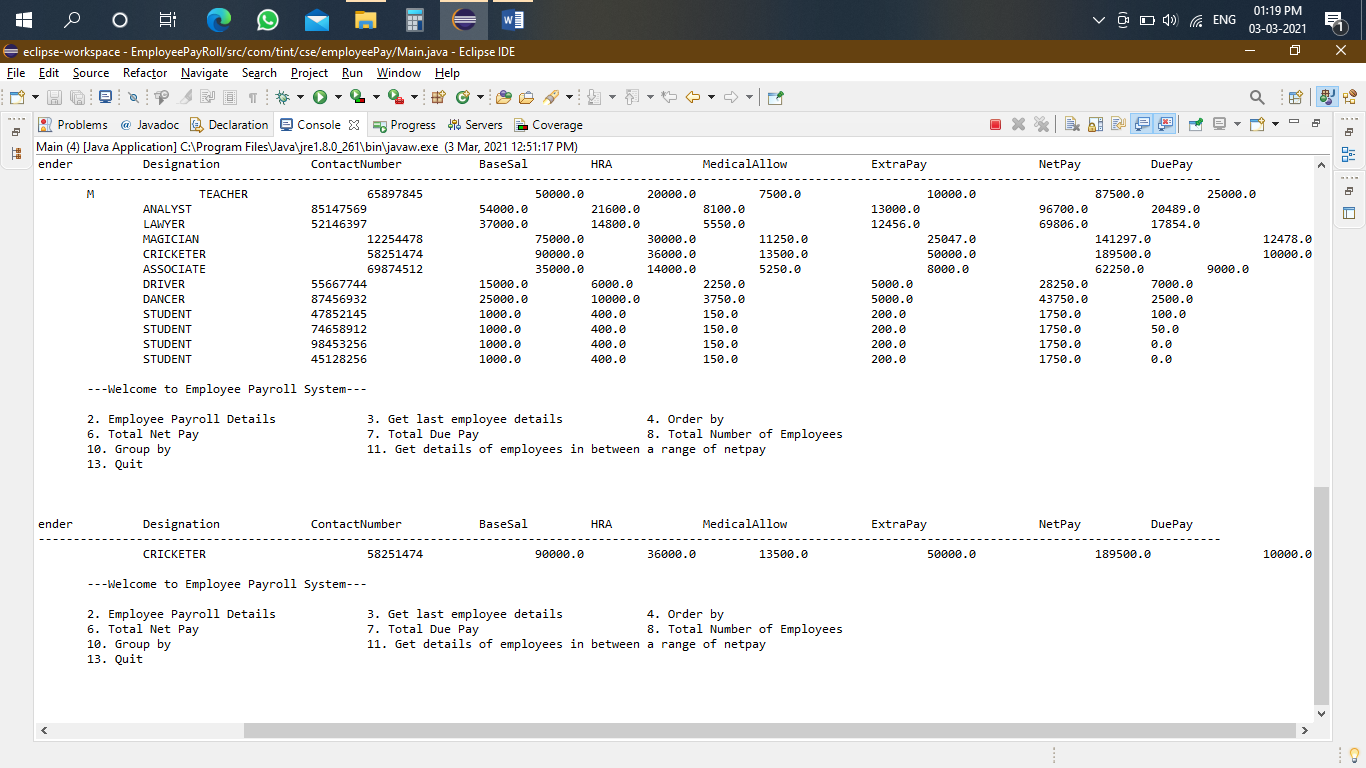 01:19 PM
ENG
03-03-2021
1
eclipse-workspace - EmployeePayRoll/src/com/tint/cse/employeePay/Main.java - Eclipse IDE
File Edit Source Refactor Navigate Search Project Run Window Help
Problems @ Javadoc Declaration Console Progress Servers Coverage
Main (4) [Java Application] C:\Program Files\Java\jre1.8.0_261\bin\javaw.exe (3 Mar, 2021 12:51:17 PM)
ender Designation ContactNumber BaseSal HRA MedicalAllow ExtraPay NetPay DuePay
M TEACHER 65897845 50000.0 20000.0 7500.0 10000.0 87500.0 25000.0
ANALYST 85147569 54000.0 21600.0 8100.0 13000.0 96700.0 20489.0
LAWYER 52146397 37000.0 14800.0 5550.0 12456.0 69806.0 17854.0
MAGICIAN 12254478 75000.0 30000.0 11250.0 25047.0 141297.0 12478.0
CRICKETER 58251474 90000.0 36000.0 13500.0 50000.0 189500.0 10000.0
ASSOCIATE 69874512 35000.0 14000.0 5250.0 8000.0 62250.0 9000.0
DRIVER 55667744 15000.0 6000.0 2250.0 5000.0 28250.0 7000.0
DANCER 87456932 25000.0 10000.0 3750.0 5000.0 43750.0 2500.0
STUDENT 47852145 1000.0 400.0 150.0 200.0 1750.0 100.0
STUDENT 74658912 1000.0 400.0 150.0 200.0 1750.0 50.0
STUDENT 98453256 1000.0 400.0 150.0 200.0 1750.0 0.0
STUDENT 45128256 1000.0 400.0 150.0 200.0 1750.0 0.0
---Welcome to Employee Payroll System---
2. Employee Payroll Details 3. Get last employee details 4. Order by
6. Total Net Pay 7. Total Due Pay 8. Total Number of Employees
10. Group by 11. Get details of employees in between a range of netpay
13. Quit
ender Designation ContactNumber BaseSal HRA MedicalAllow ExtraPay NetPay DuePay
CRICKETER 58251474 90000.0 36000.0 13500.0 50000.0 189500.0 10000.0
---Welcome to Employee Payroll System---
2. Employee Payroll Details 3. Get last employee details 4. Order by
6. Total Net Pay 7. Total Due Pay 8. Total Number of Employees
10. Group by 11. Get details of employees in between a range of netpay
13. Quit